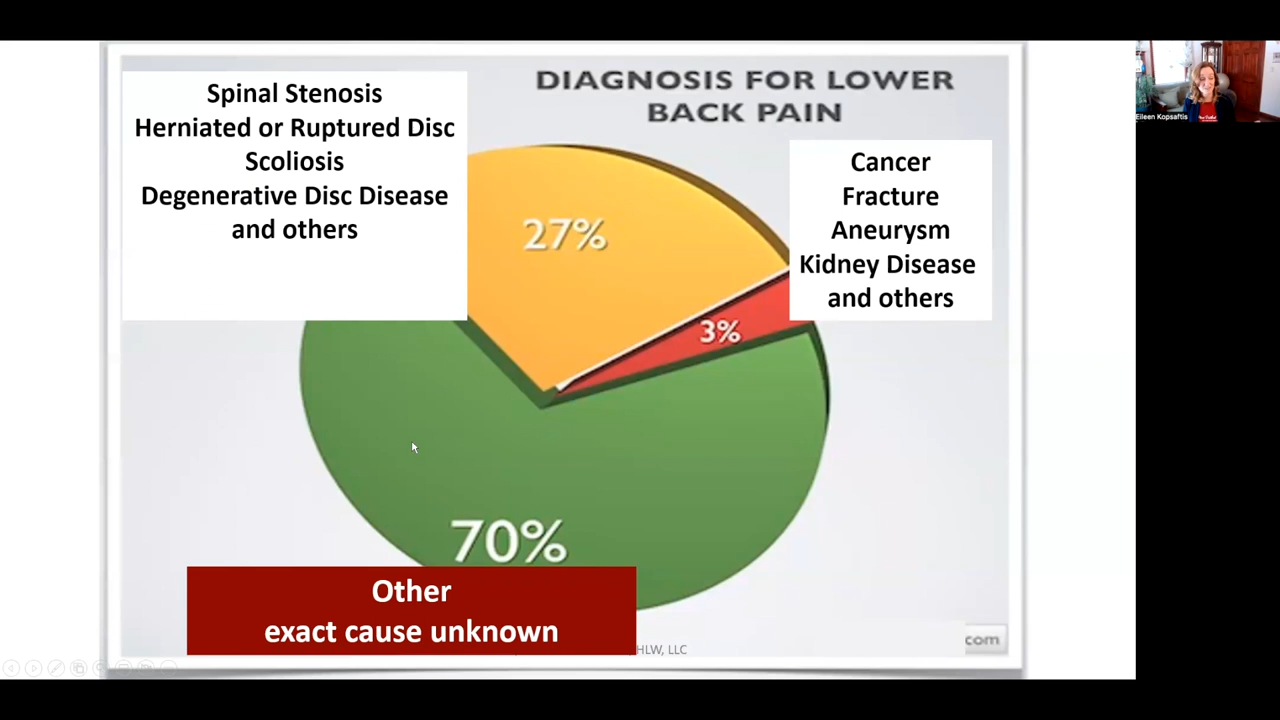 DIAGNOSIS FOR LOWER
BACK PAIN
Spinal Stenosis
Herniated or Ruptured Disc
Scoliosis
Degenerative Disc Disease
and others
Cancer
Fracture
Aneurysm
Kidney Disease
and others
27%
3%
70%
Other
exact cause unknown
HLW, LLC
com
Eileen Kopsaftis